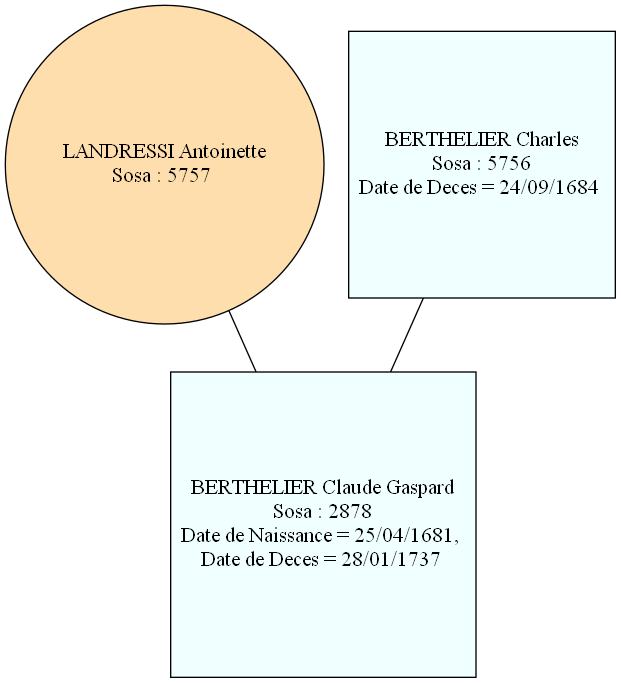 LANDRESSI Antoinette
Sosa : 5757
BERTHELIER Charles
Sosa : 5756
Date de Deces = 24/09/1684
BERTHELIER Claude Gaspard
Sosa : 2878
Date de Naissance = 25/04/1681,
Date de Deces = 28/01/1737